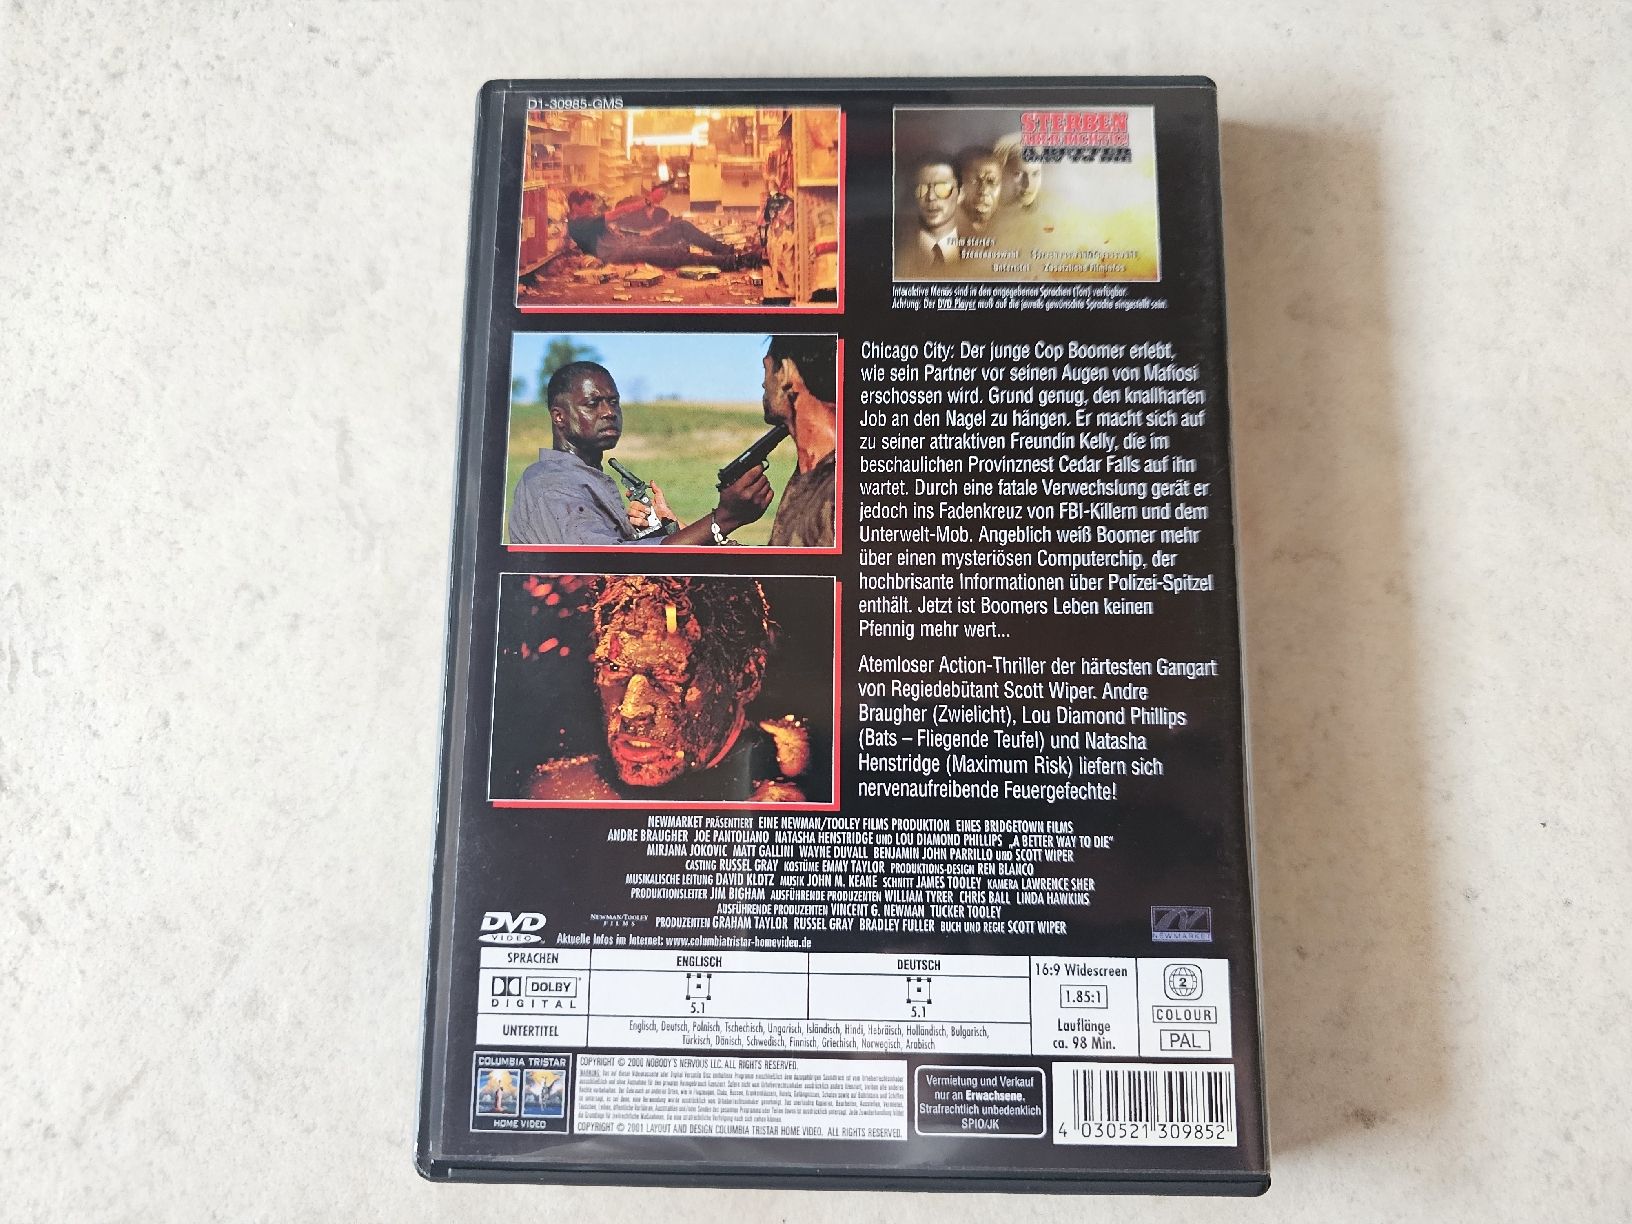 D1-30985-GMS
STERBEN
ABER RICHTIG!
A BETTER
WAY TO DIE
Film starten
Szenenauswahl
Untertitel Zusätzliche Filminfos
Interaktive Menüs sind in den angegebenen Sprachen (Ton) verfügbar.
Achtung: Der DVD Player muß auf die jeweils gewünschte Sprache eingestellt sein.
Chicago City: Der junge Cop Boomer erlebt,
wie sein Partner vor seinen Augen von Mafiosi
erschossen wird. Grund genug, den knallharten
Job an den Nagel zu hängen. Er macht sich auf
zu seiner attraktiven Freundin Kelly, die im
beschaulichen Provinznest Cedar Falls auf ihn
wartet. Durch eine fatale Verwechslung gerät er
jedoch ins Fadenkreuz von FBI-Killern und dem
Unterwelt-Mob. Angeblich weiß Boomer mehr
über einen mysteriösen Computerchip, der
hochbrisante Informationen über Polizei-Spitzel
enthält. Jetzt ist Boomers Leben keinen
Pfennig mehr wert...
Atemloser Action-Thriller der härtesten Gangart
von Regiedebütant Scott Wiper. Andre
Braugher (Zwielicht), Lou Diamond Phillips
(Bats – Fliegende Teufel) und Natasha
Henstridge (Maximum Risk) liefern sich
nervenaufreibende Feuergefechte!
NEWMARKET PRÄSENTIERT EINE NEWMAN/TOOLEY FILMS PRODUKTION EINES BRIDGETOWN FILMS
ANDRE BRAUGHER JOE PANTOLIANO NATASHA HENSTRIDGE UND LOU DIAMOND PHILLIPS „A BETTER WAY TO DIE“
MIRJANA JOKOVIC MATT GALLINI WAYNE DUVALL BENJAMIN JOHN PARRILLO UND SCOTT WIPER
CASTING RUSSEL GRAY KOSTÜME EMMY TAYLOR PRODUKTIONS-DESIGN REN BLANCO
MUSIKALISCHE LEITUNG DAVID KLOTZ MUSIK JOHN M. KEANE SCHNITT JAMES TOOLEY KAMERA LAWRENCE SHER
PRODUKTIONSLEITER JIM BIGHAM AUSFÜHRENDE PRODUZENTEN WILLIAM TYRER CHRIS BALL LINDA HAWKINS
AUSFÜHRENDE PRODUZENTEN VINCENT G. NEWMAN TUCKER TOOLEY
PRODUZENTEN GRAHAM TAYLOR RUSSEL GRAY BRADLEY FULLER BUCH UND REGIE SCOTT WIPER
DVD
VIDEO
NEWMAN/TOOLEY
FILMS
NEWMARKET
Aktuelle Infos im Internet: www.columbiatristar-homevideo.de
SPRACHEN
ENGLISCH
DEUTSCH
DOLBY
DIGITAL
5.1
5.1
UNTERTITEL
Englisch, Deutsch, Polnisch, Tschechisch, Ungarisch, Isländisch, Hindi, Hebräisch, Holländisch, Bulgarisch,
Türkisch, Dänisch, Schwedisch, Finnisch, Griechisch, Norwegisch, Arabisch
16:9 Widescreen
1.85:1
Lauflänge
ca. 98 Min.
2
COLOUR
PAL
COLUMBIA TRISTAR
HOME VIDEO
COPYRIGHT © 2000 NOBODY'S NERVOUS LLC. ALL RIGHTS RESERVED.
COPYRIGHT © 2001 LAYOUT AND DESIGN COLUMBIA TRISTAR HOME VIDEO. ALL RIGHTS RESERVED.
Vermietung und Verkauf
nur an Erwachsene.
Strafrechtlich unbedenklich
SPIO/JK
4 030521 309852